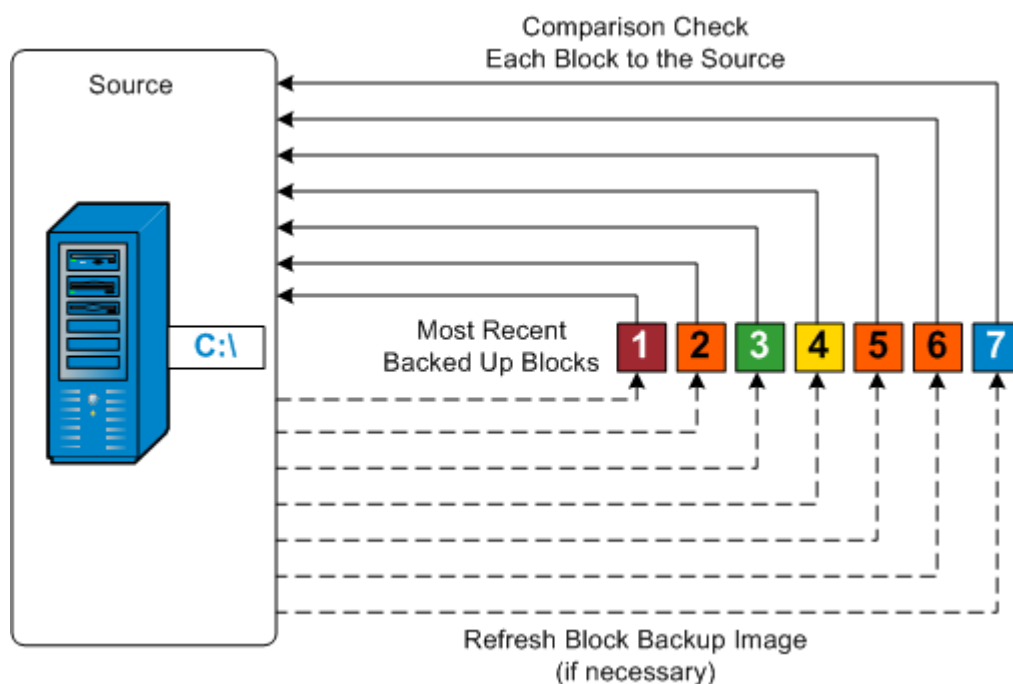 Comparison Check
Each Block to the Source
Source
C:\
Most Recent
Backed Up Blocks
1 2 3 4 5 6 7
Refresh Block Backup Image
(if necessary)